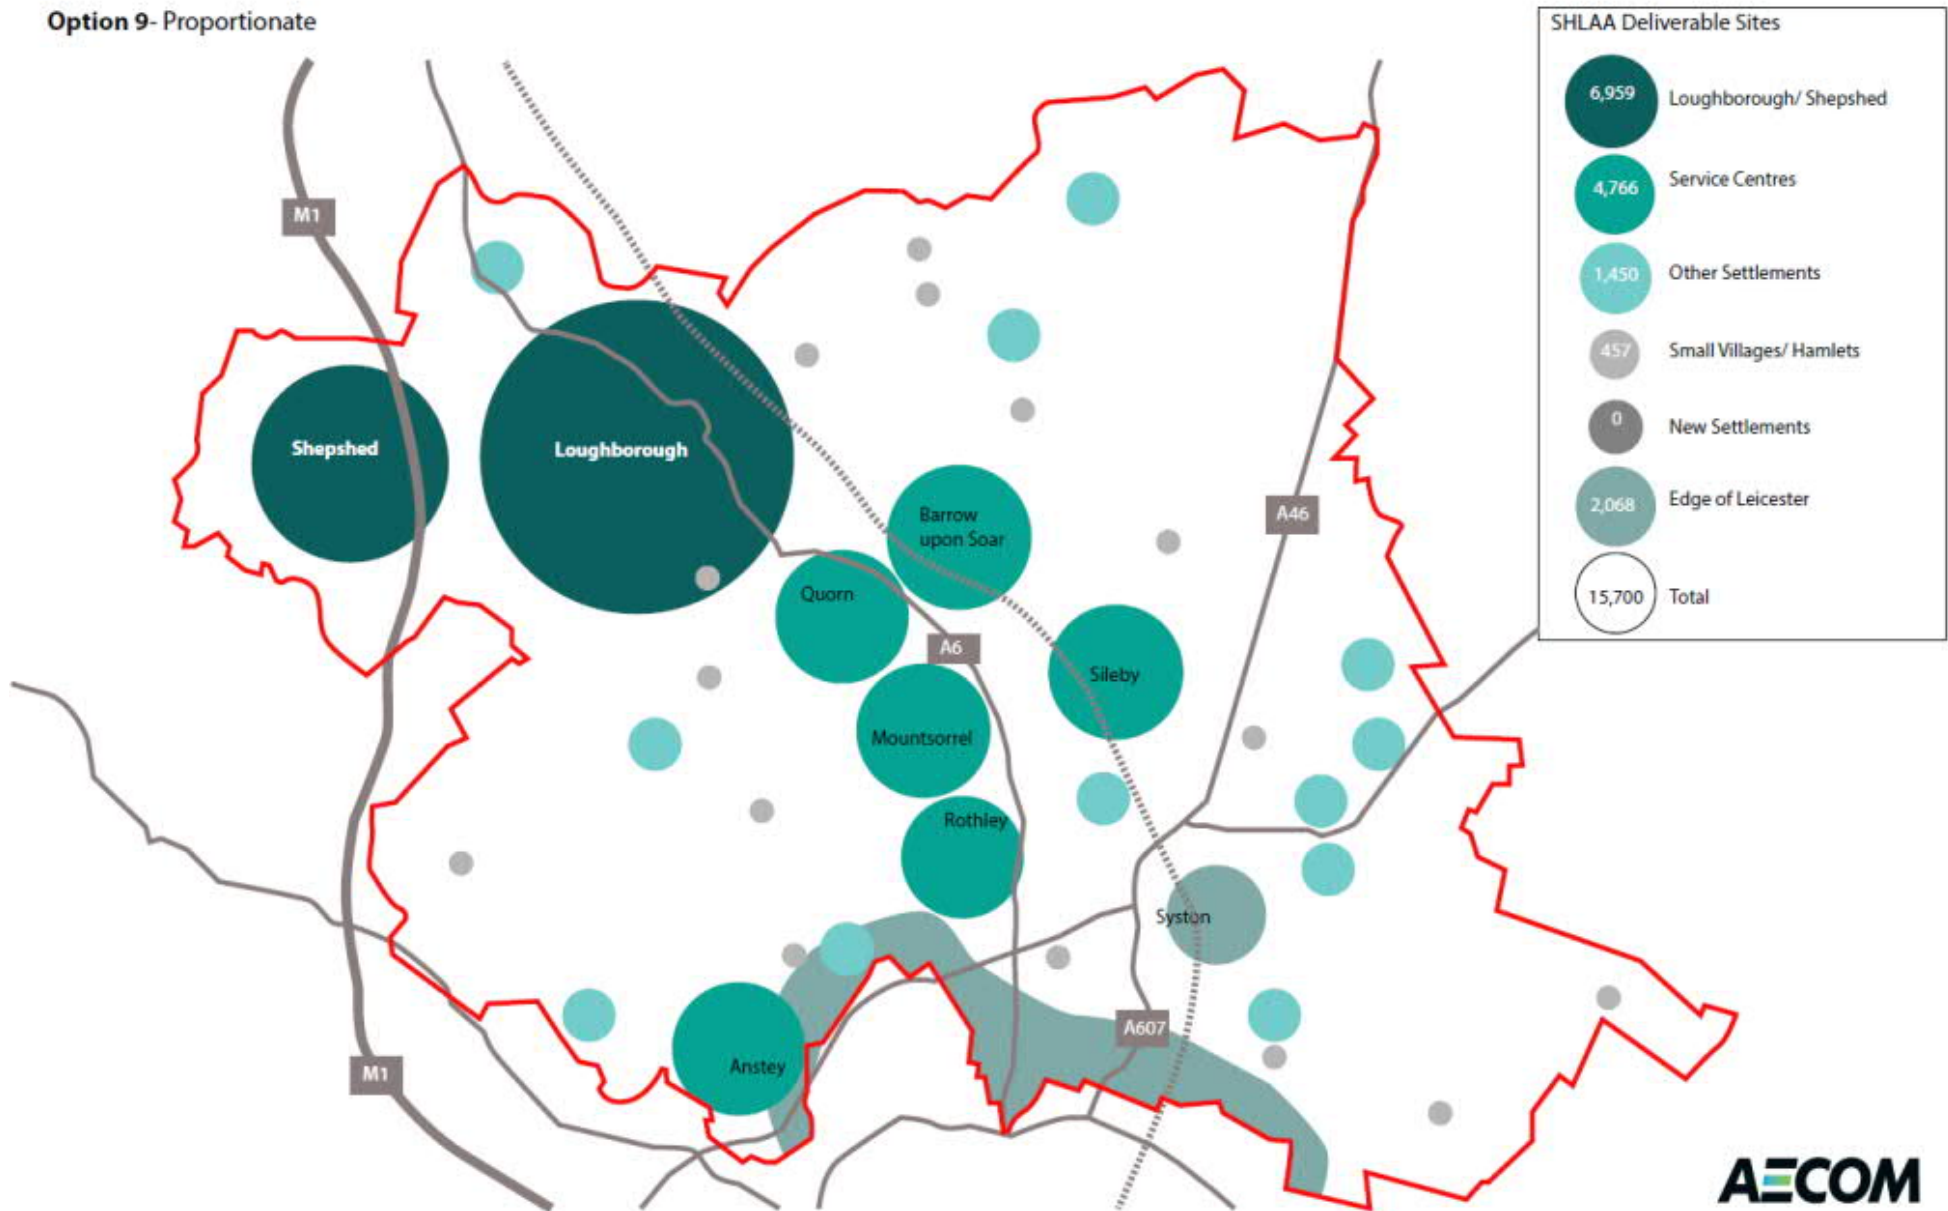 Option 9- Proportionate
SHLAA Deliverable Sites
6,959 Loughborough/ Shepshed
4,766 Service Centres
1,450 Other Settlements
457 Small Villages/ Hamlets
0 New Settlements
2,068 Edge of Leicester
15,700 Total
M1
Shepshed
Loughborough
A46
Barrow
upon Soar
Quorn
A6
Sileby
Mountsorrel
Rothley
Syston
A607
Anstey
M1
AECOM